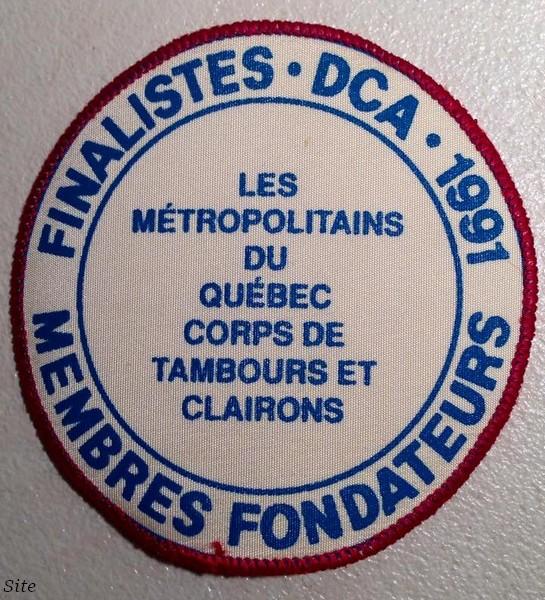 FINALISTES • DCA • 1991
LES
MÉTROPOLITAINS
DU
QUÉBEC
CORPS DE
TAMBOURS ET
CLAIRONS
MEMBRES FONDATEURS
Site